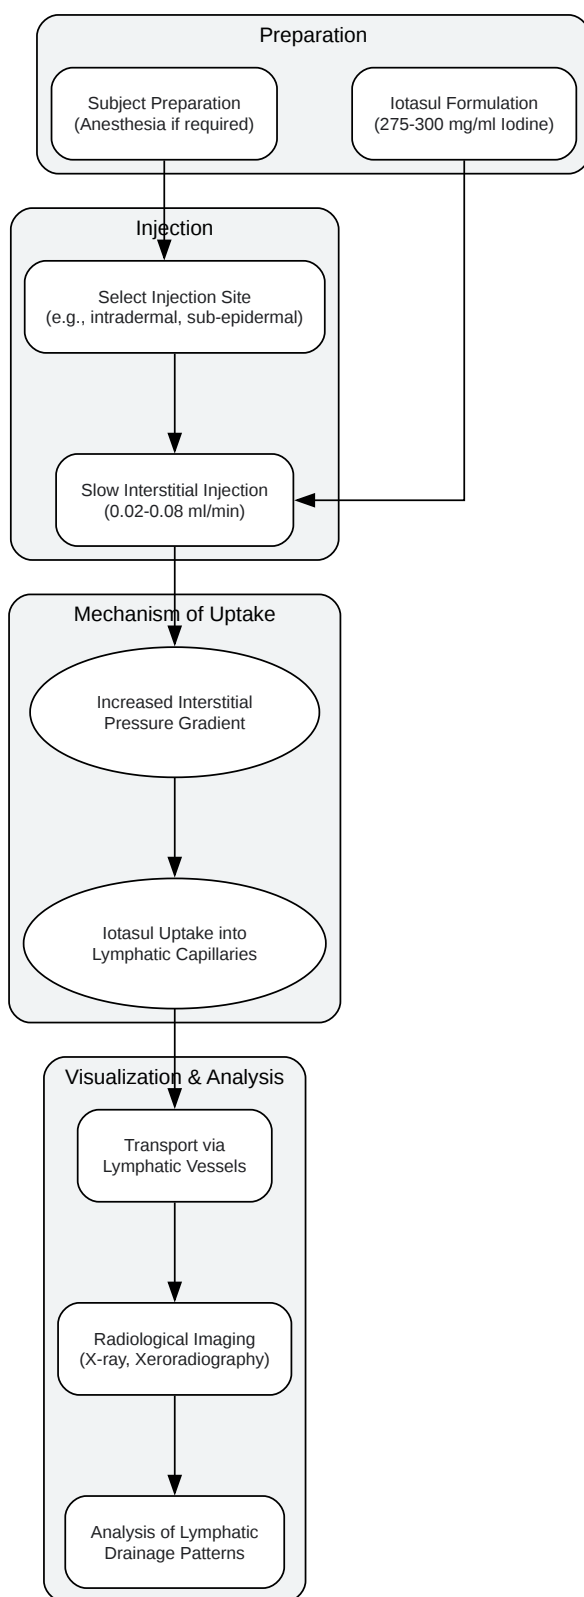 Preparation
Subject Preparation
(Anesthesia if required)
Iotasul Formulation
(275-300 mg/ml Iodine)
Injection
Select Injection Site
(e.g., intradermal, sub-epidermal)
Slow Interstitial Injection
(0.02-0.08 ml/min)
Mechanism of Uptake
Increased Interstitial
Pressure Gradient
Iotasul Uptake into
Lymphatic Capillaries
Visualization & Analysis
Transport via
Lymphatic Vessels
Radiological Imaging
(X-ray, Xeroradiography)
Analysis of Lymphatic
Drainage Patterns